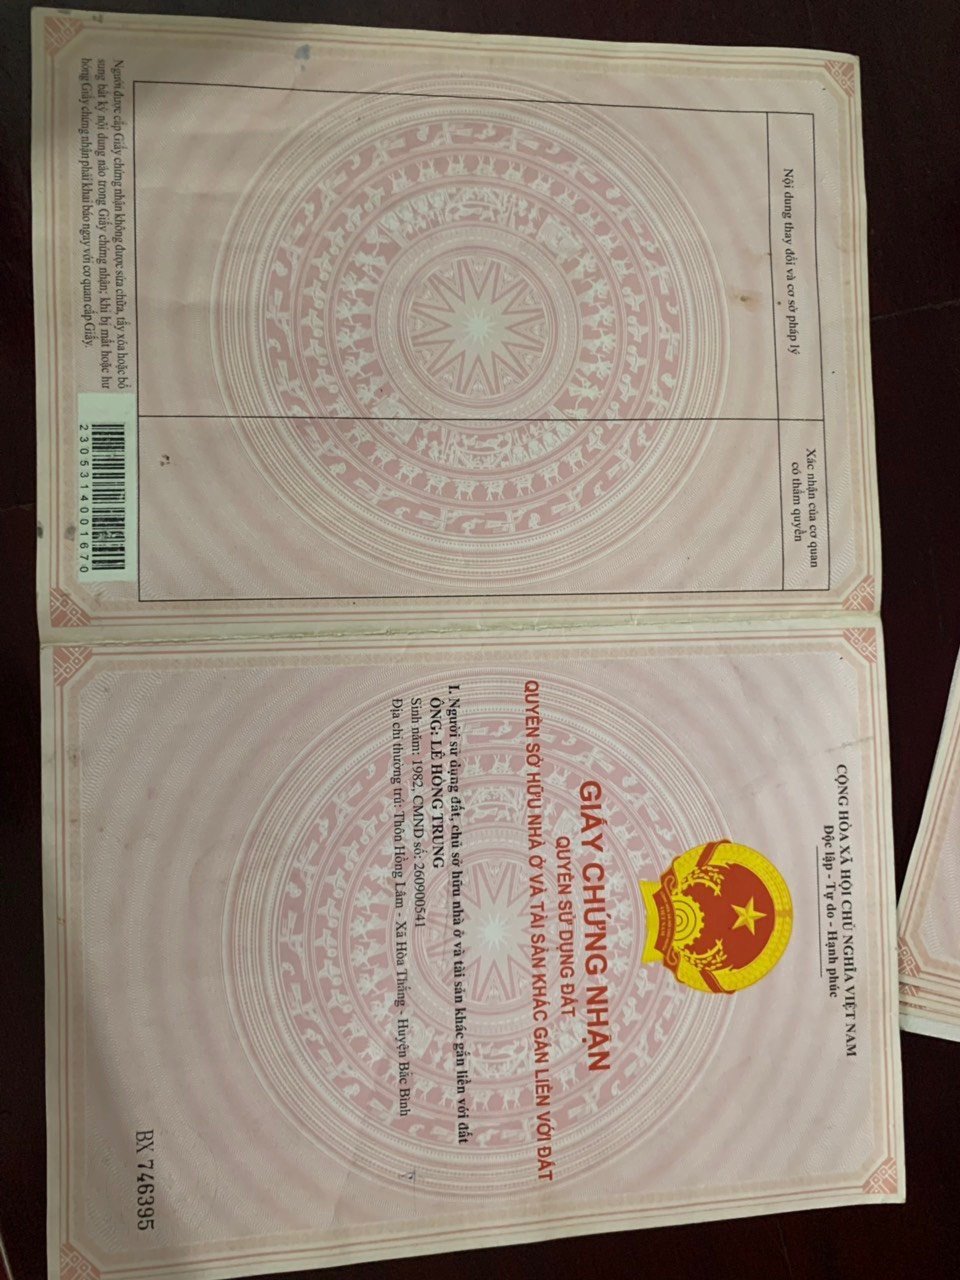 CỘNG HÒA XÃ HỘI CHỦ NGHĨA VIỆT NAM
Độc lập - Tự do - Hạnh phúc
GIẤY CHỨNG NHẬN
QUYỀN SỬ DỤNG ĐẤT
QUYỀN SỞ HỮU NHÀ Ở VÀ TÀI SẢN KHÁC GẮN LIỀN VỚI ĐẤT
I. Người sử dụng đất, chủ sở hữu nhà ở và tài sản khác gắn liền với đất
ÔNG: LÊ HỒNG TRUNG
Sinh năm: 1982, CMND số: 260900541
Địa chỉ thường trú: Thôn Hồng Lâm - Xã Hòa Thắng - Huyện Bắc Bình
BX 746395
Nội dung thay đổi và cơ sở pháp lý
Xác nhận của cơ quan
có thẩm quyền
Người được cấp Giấy chứng nhận không được sửa chữa, tẩy xóa hoặc bổ
sung bất kỳ nội dung nào trong Giấy chứng nhận; khi bị mất hoặc hư
hỏng Giấy chứng nhận phải khai báo ngay với cơ quan cấp Giấy.
2305314001670